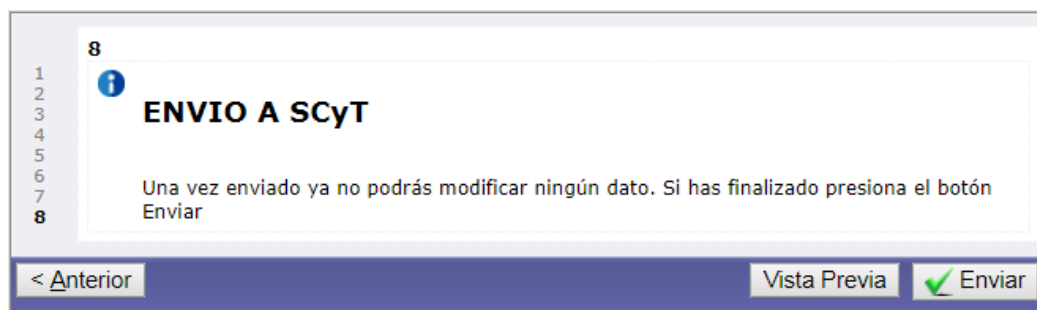 8
1
2
3
4
5
6
7
8
ENVIO A SCyT
Una vez enviado ya no podrás modificar ningún dato. Si has finalizado presiona el botón
Enviar
< Anterior
Vista Previa
Enviar